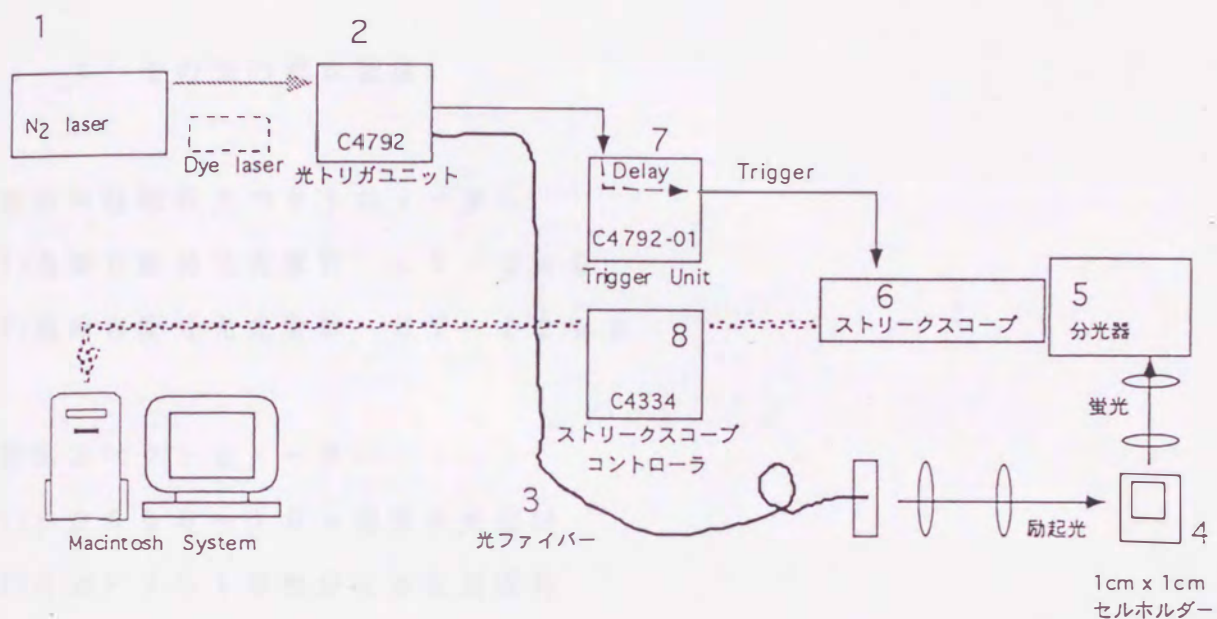 1
N2 laser
Dye laser
2
C4792
光トリガユニット
7
Delay
C4792-01
Trigger Unit
Trigger
6
ストリークスコープ
5
分光器
8
C4334
ストリークスコープ
コントローラ
蛍光
Macintosh System
3
光ファイバー
励起光
4
1cm x 1cm
セルホルダー